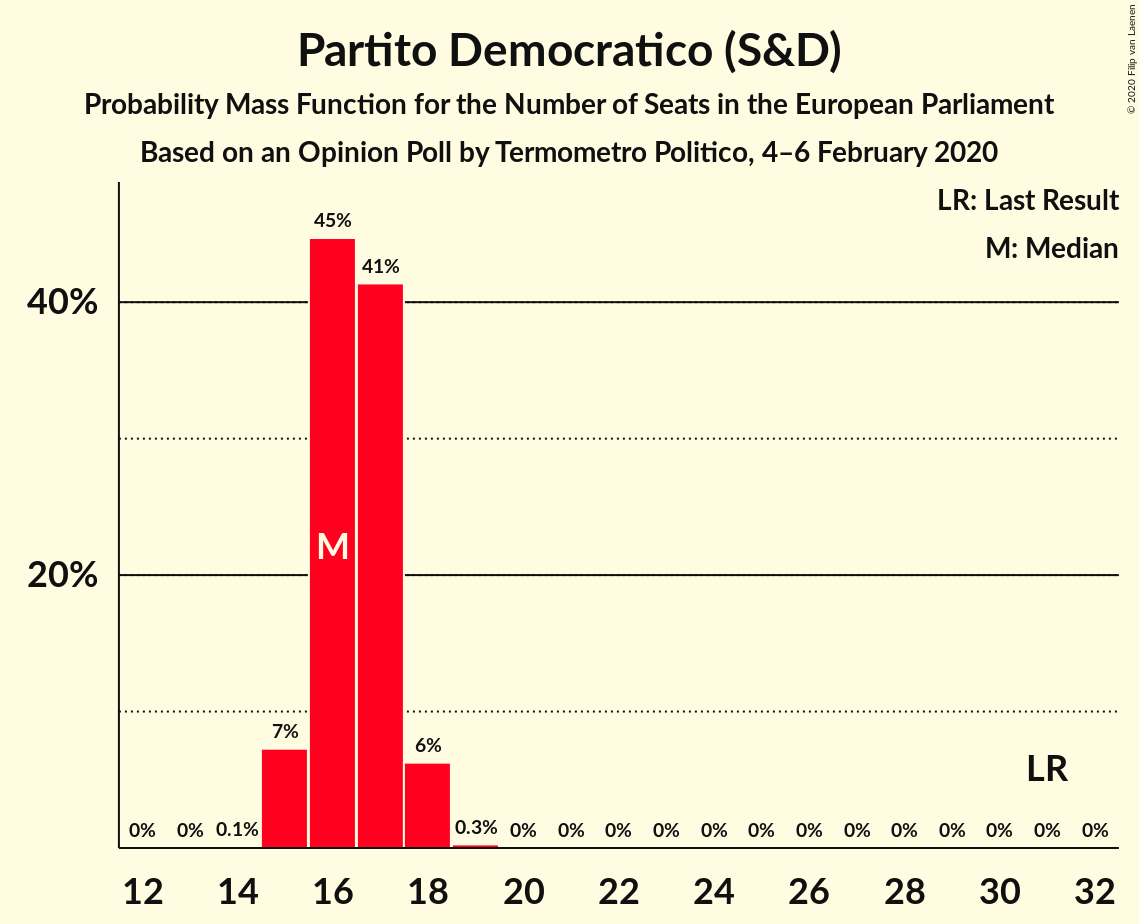 Partito Democratico (S&D)
Probability Mass Function for the Number of Seats in the European Parliament
Based on an Opinion Poll by Termometro Politico, 4–6 February 2020
© 2020 Filip van Laenen
LR: Last Result
M: Median
45%
41%
40%
M
20%
7%
6%
LR
0% 0% 0.1% 0.3% 0% 0% 0% 0% 0% 0% 0% 0% 0% 0% 0% 0% 0%
12 14 16 18 20 22 24 26 28 30 32